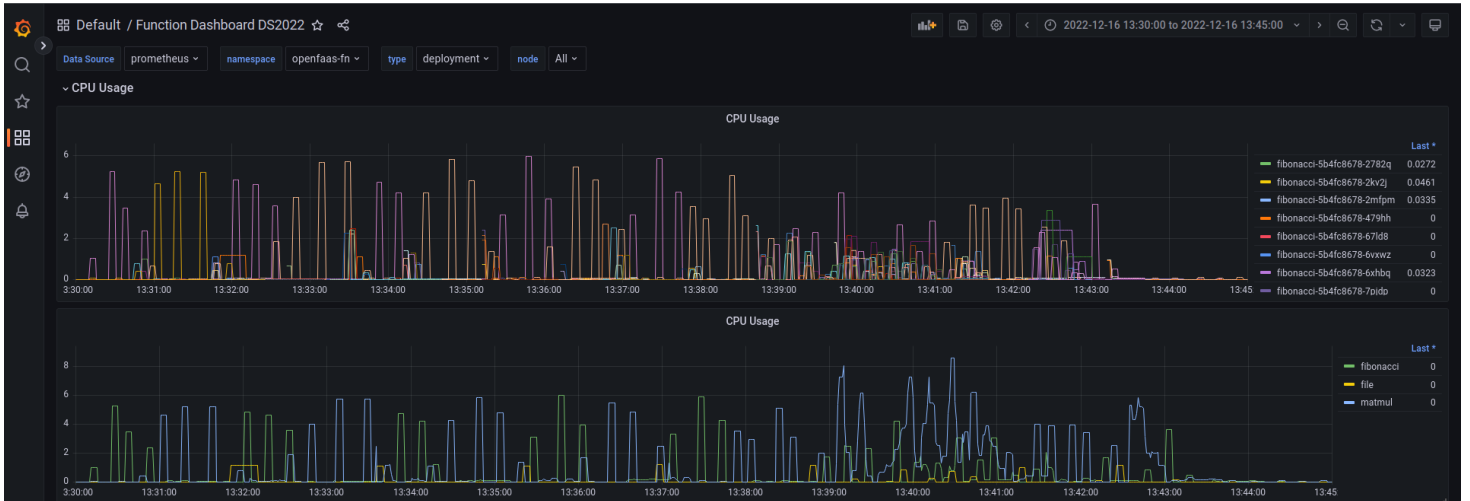 Default / Function Dashboard DS2022
2022-12-16 13:30:00 to 2022-12-16 13:45:00
Data Source prometheus namespace openfaas-fn type deployment node All
CPU Usage
CPU Usage
Last *
6
4
2
0
fibonacci-5b4fc8678-2782q 0.0272
fibonacci-5b4fc8678-2kv2j 0.0461
fibonacci-5b4fc8678-2mfpm 0.0335
fibonacci-5b4fc8678-479hh 0
fibonacci-5b4fc8678-67ld8 0
fibonacci-5b4fc8678-6vxwz 0
fibonacci-5b4fc8678-6xhbq 0.0323
fibonacci-5b4fc8678-7pjdp 0
3:30:00 13:31:00 13:32:00 13:33:00 13:34:00 13:35:00 13:36:00 13:37:00 13:38:00 13:39:00 13:40:00 13:41:00 13:42:00 13:43:00 13:44:00 13:45
CPU Usage
Last *
8
6
4
2
0
fibonacci 0
file 0
matmul 0
3:30:00 13:31:00 13:32:00 13:33:00 13:34:00 13:35:00 13:36:00 13:37:00 13:38:00 13:39:00 13:40:00 13:41:00 13:42:00 13:43:00 13:44:00 13:45